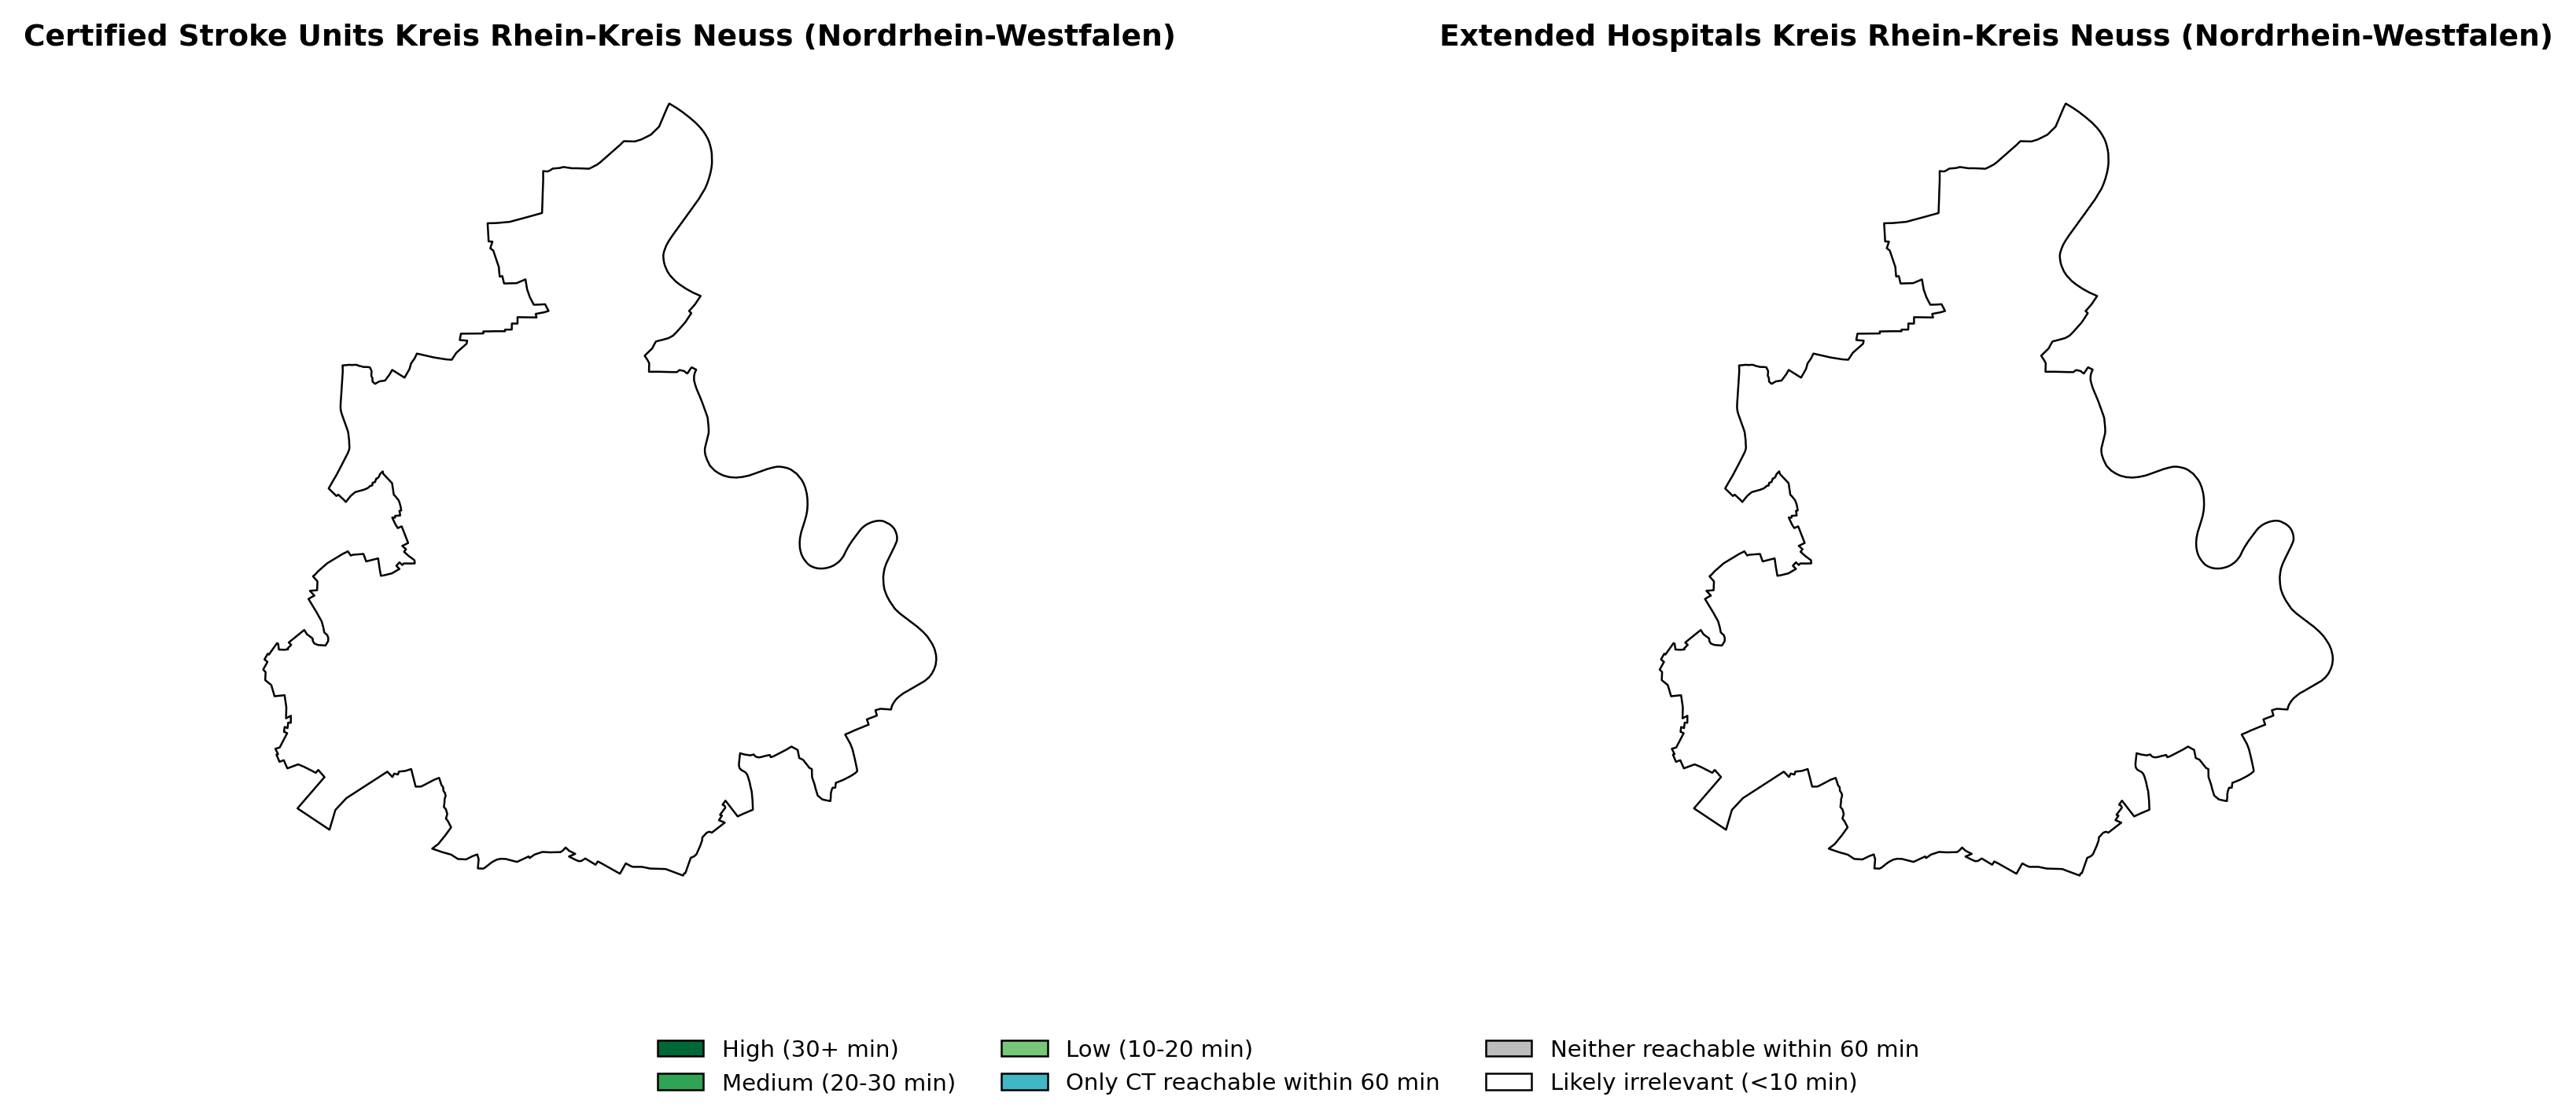 Certified Stroke Units Kreis Rhein-Kreis Neuss (Nordrhein-Westfalen)
Extended Hospitals Kreis Rhein-Kreis Neuss (Nordrhein-Westfalen)
High (30+ min)
Medium (20-30 min)
Low (10-20 min)
Only CT reachable within 60 min
Neither reachable within 60 min
Likely irrelevant (<10 min)